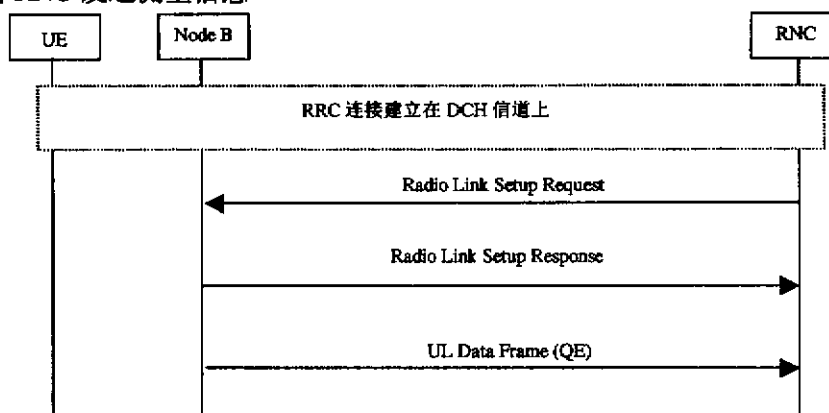 UE
Node B
RNC
RRC 连接建立在 DCH 信道上
Radio Link Setup Request
Radio Link Setup Response
UL Data Frame (QE)